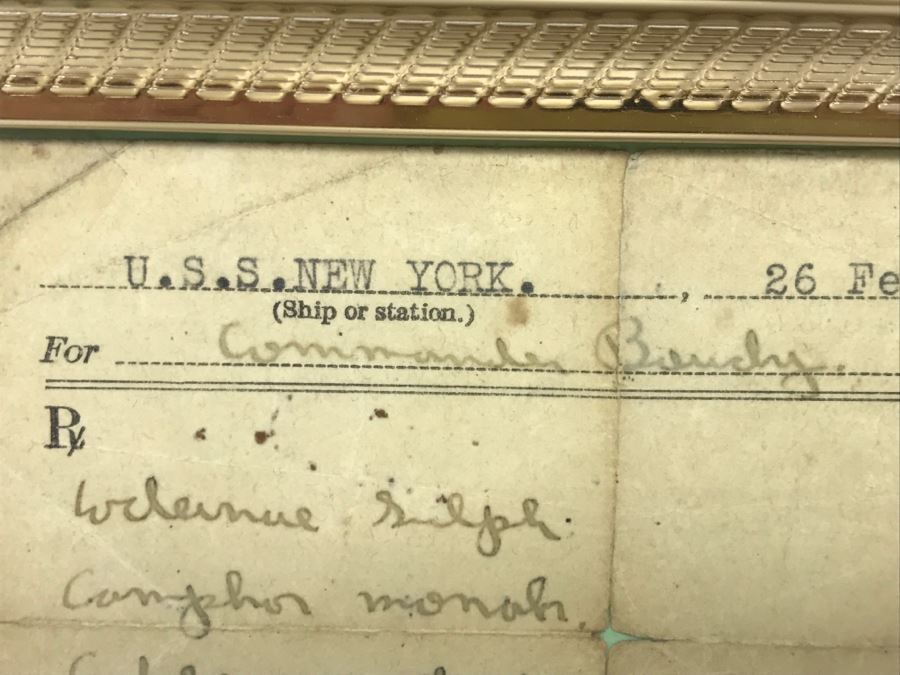 U.S.S.NEW YORK. , 26 Fe
(Ship or station.)
For Commander
℞
Sulph.
Camphor monob.